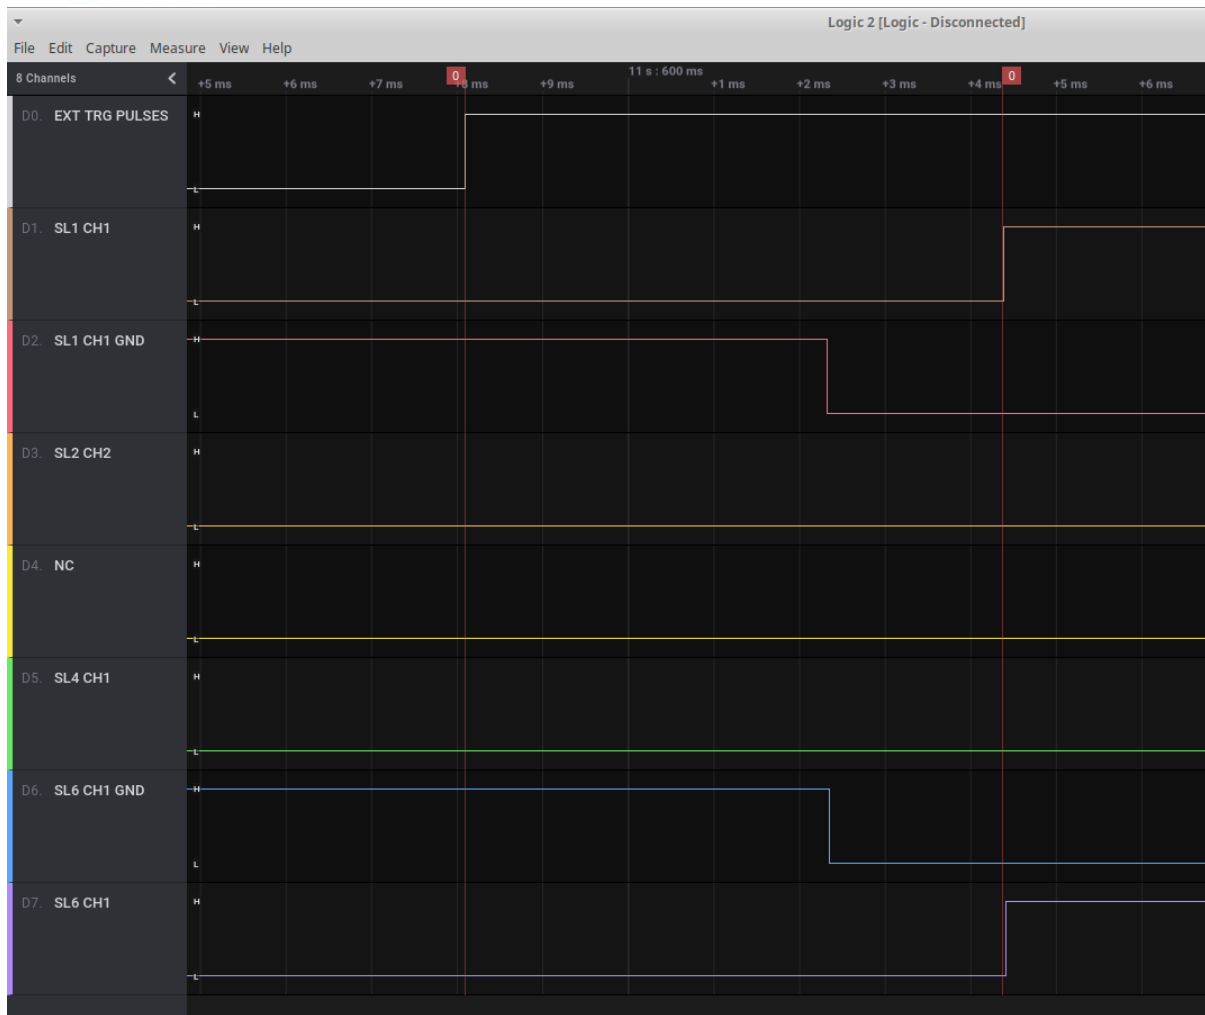 Logic 2 [Logic - Disconnected]
File Edit Capture Measure View Help
8 Channels
11 s : 600 ms
+5 ms +6 ms +7 ms 0 +8 ms +9 ms +1 ms +2 ms +3 ms +4 ms 0 +5 ms +6 ms
D0. EXT TRG PULSES H
L
D1. SL1 CH1 H
L
D2. SL1 CH1 GND H
L
D3. SL2 CH2 H
L
D4. NC H
L
D5. SL4 CH1 H
L
D6. SL6 CH1 GND H
L
D7. SL6 CH1 H
L